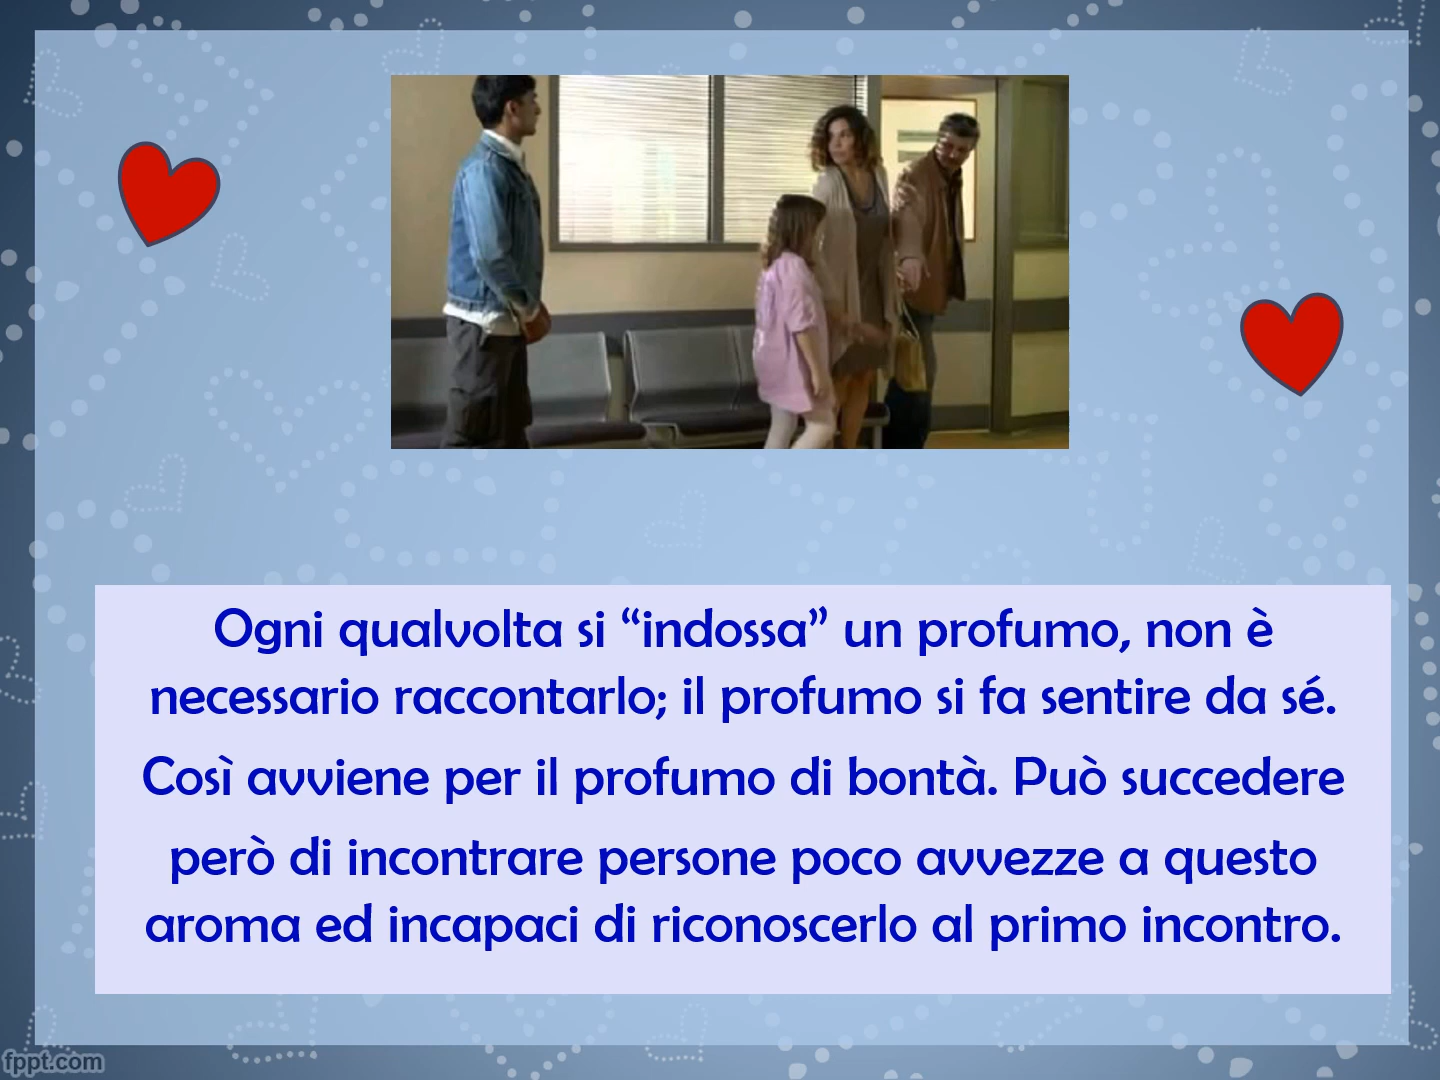 Ogni qualvolta si “indossa” un profumo, non è
necessario raccontarlo; il profumo si fa sentire da sé.
Così avviene per il profumo di bontà. Può succedere
però di incontrare persone poco avvezze a questo
aroma ed incapaci di riconoscerlo al primo incontro.
fppt.com